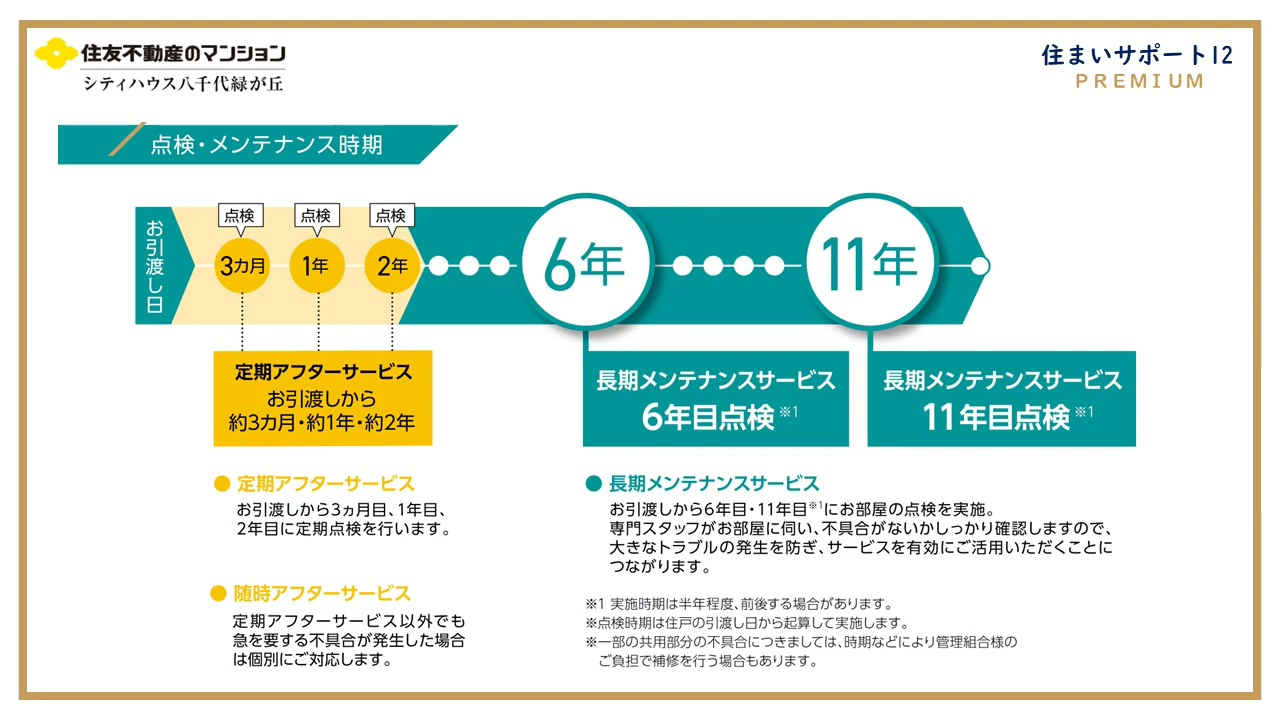 住友不動産のマンション
シティハウス八千代緑が丘
住まいサポート12
PREMIUM
点検・メンテナンス時期
お引渡し日
点検
点検
点検
3カ月
1年
2年
6年
11年
定期アフターサービス
お引渡しから
約3カ月・約1年・約2年
長期メンテナンスサービス
6年目点検※1
長期メンテナンスサービス
11年目点検※1
● 定期アフターサービス
お引渡しから3ヵ月目、1年目、
2年目に定期点検を行います。
● 随時アフターサービス
定期アフターサービス以外でも
急を要する不具合が発生した場合
は個別にご対応します。
● 長期メンテナンスサービス
お引渡しから6年目・11年目※1にお部屋の点検を実施。
専門スタッフがお部屋に伺い、不具合がないかしっかり確認しますので、
大きなトラブルの発生を防ぎ、サービスを有効にご活用いただくことに
つながります。
※1 実施時期は半年程度、前後する場合があります。
※点検時期は住戸の引渡し日から起算して実施します。
※一部の共用部分の不具合につきましては、時期などにより管理組合様の
ご負担で補修を行う場合もあります。